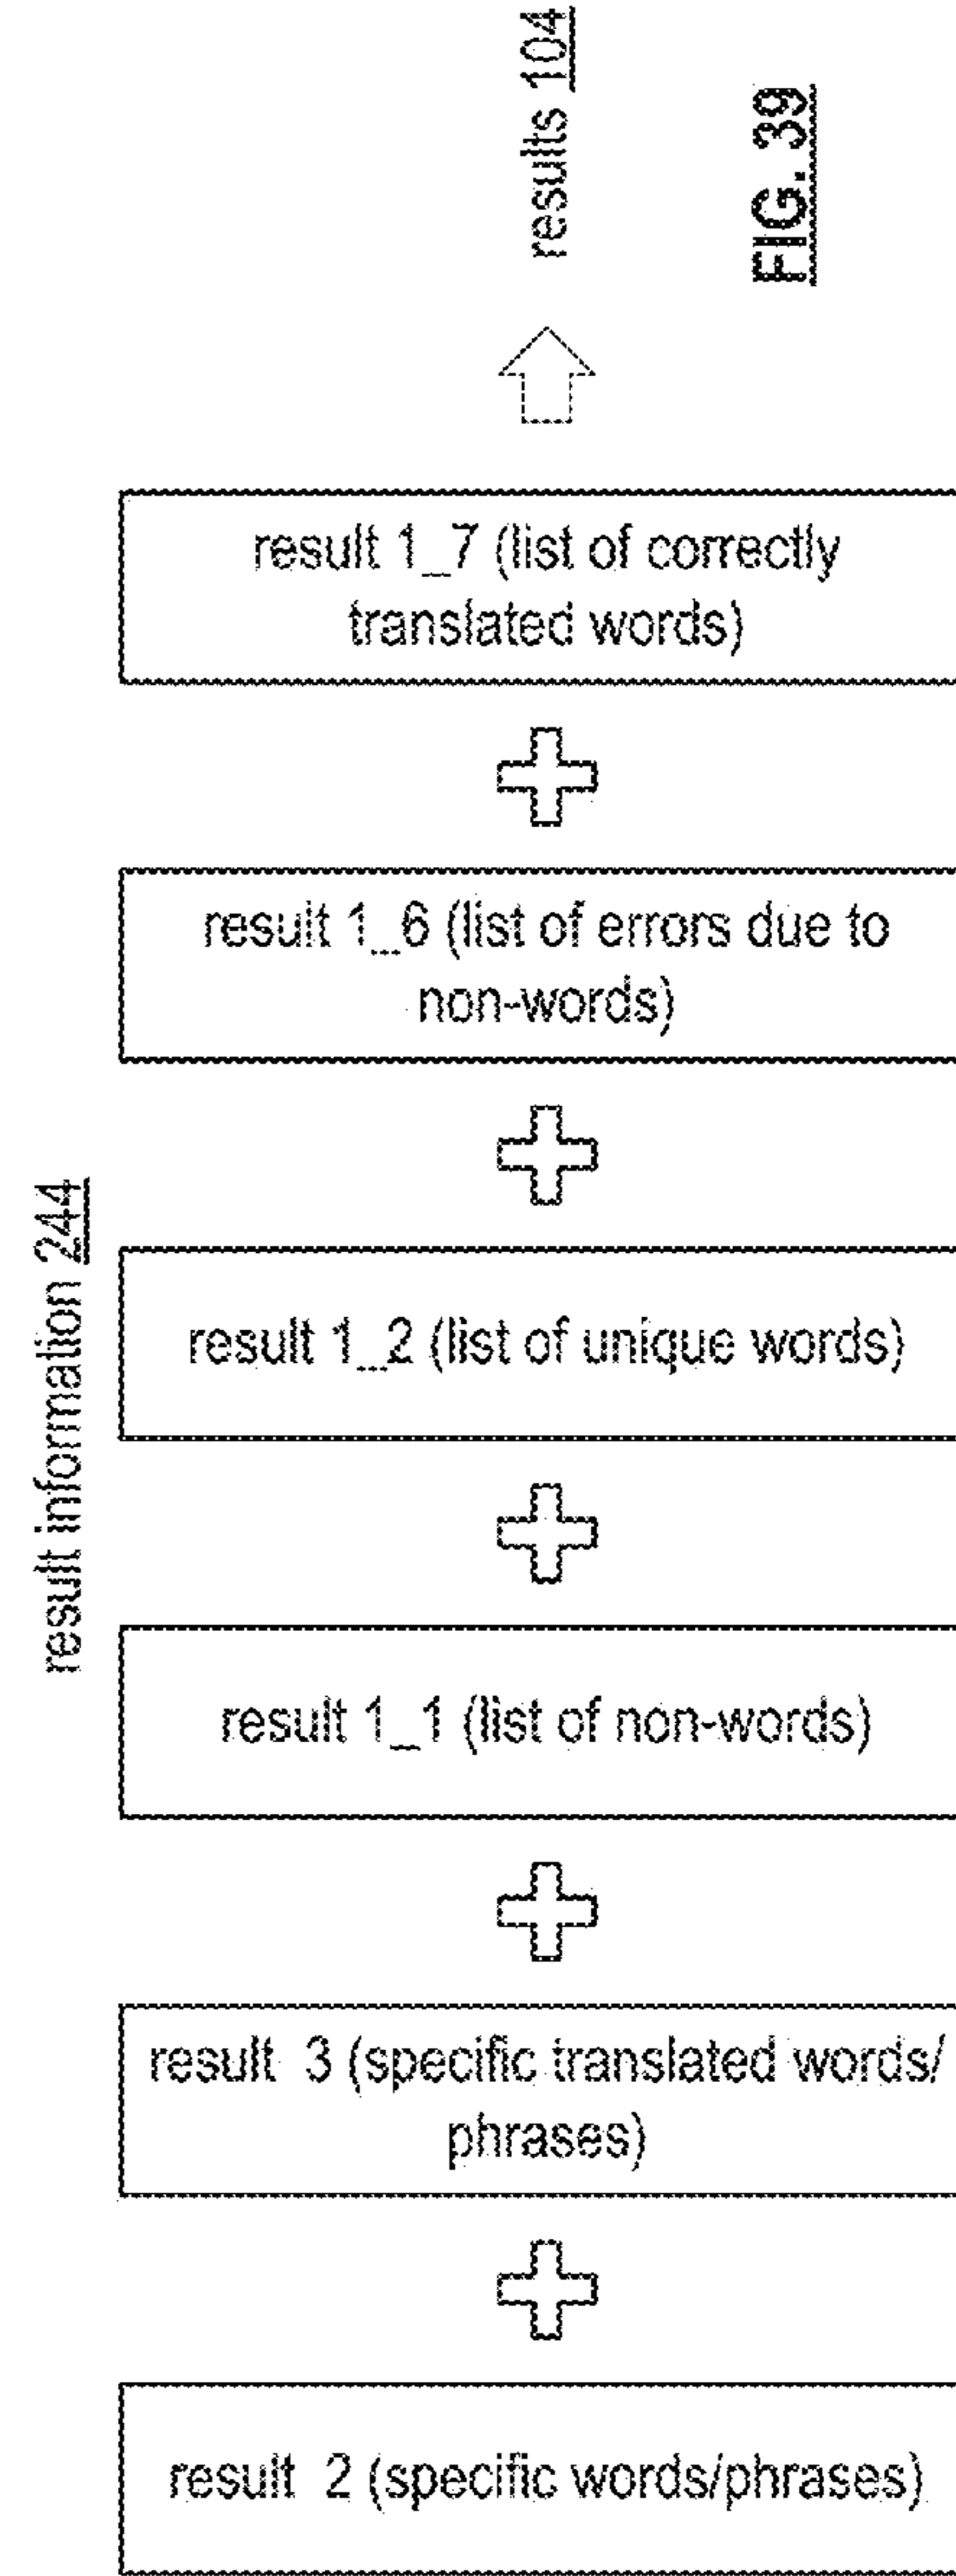 result information 244
result 1_7 (list of correctly
translated words)
result 1_6 (list of errors due to
non-words)
result 1_2 (list of unique words)
result 1_1 (list of non-words)
result 3 (specific translated words/
phrases)
result 2 (specific words/phrases)
results 104
FIG. 39